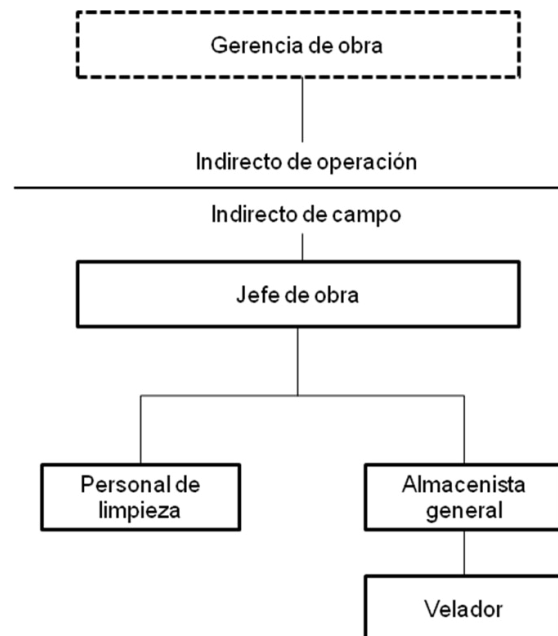 Gerencia de obra
Indirecto de operación
Indirecto de campo
Jefe de obra
Personal de
limpieza
Almacenista
general
Velador